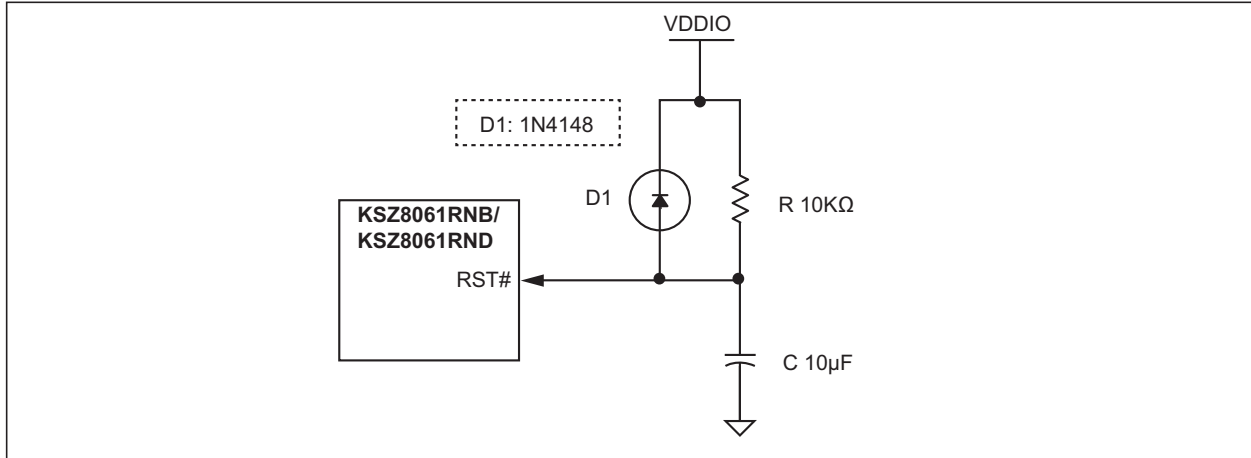 VDDIO
D1: 1N4148
D1
R 10KΩ
KSZ8061RNB/
KSZ8061RND
RST#
C 10µF